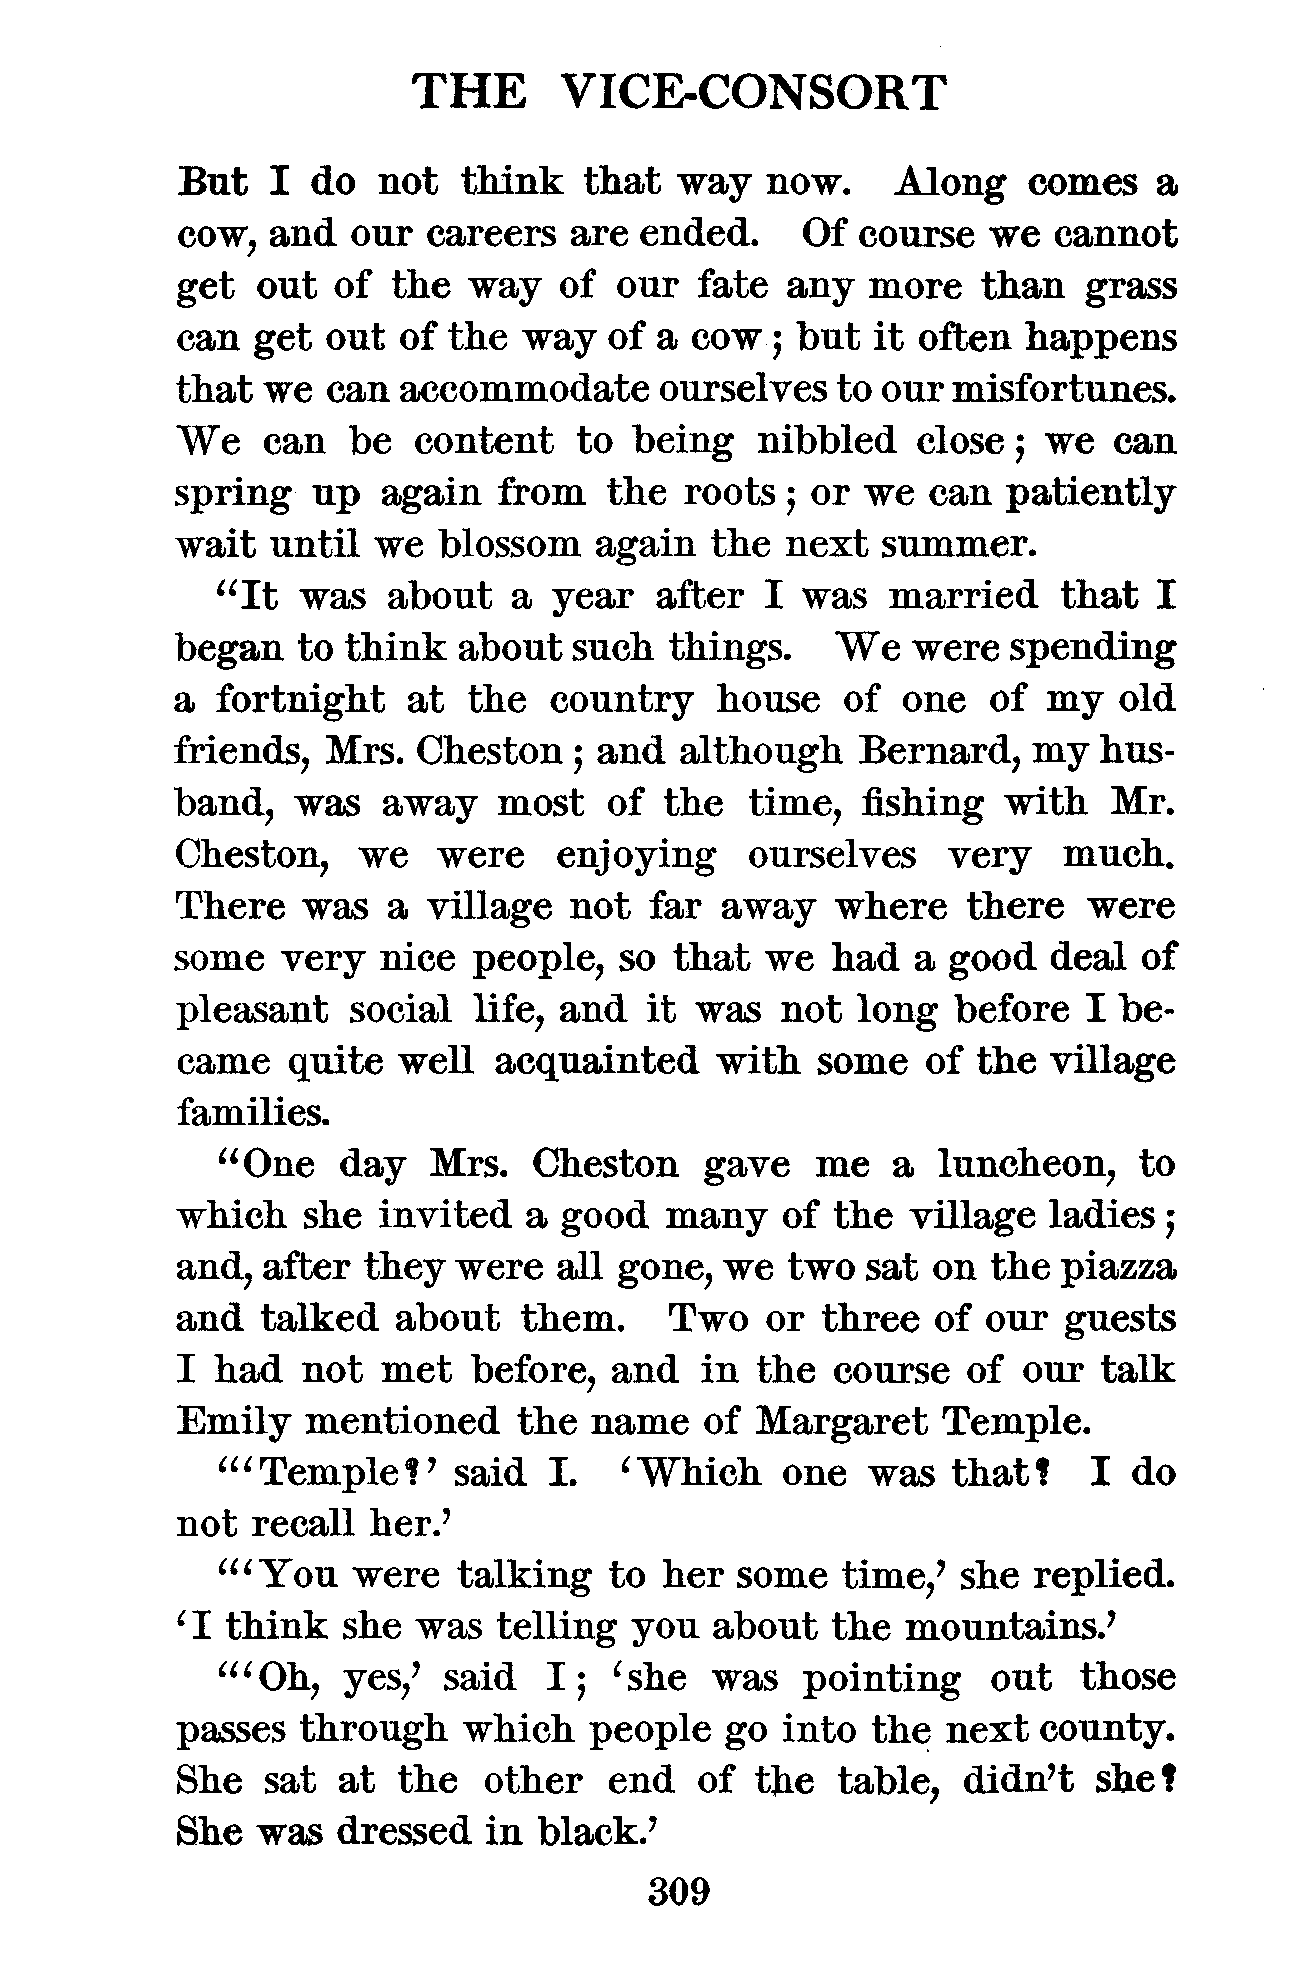 THE VICE-CONSORT
But I do not think that way now. Along comes a
cow, and our careers are ended. Of course we cannot
get out of the way of our fate any more than grass
can get out of the way of a cow; but it often happens
that we can accommodate ourselves to our misfortunes.
We can be content to being nibbled close; we can
spring up again from the roots; or we can patiently
wait until we blossom again the next summer.
"It was about a year after I was married that I
began to think about such things. We were spending
a fortnight at the country house of one of my old
friends, Mrs. Cheston; and although Bernard, my hus-
band, was away most of the time, fishing with Mr.
Cheston, we were enjoying ourselves very much.
There was a village not far away where there were
some very nice people, so that we had a good deal of
pleasant social life, and it was not long before I be-
came quite well acquainted with some of the village
families.
"One day Mrs. Cheston gave me a luncheon, to
which she invited a good many of the village ladies;
and, after they were all gone, we two sat on the piazza
and talked about them. Two or three of our guests
I had not met before, and in the course of our talk
Emily mentioned the name of Margaret Temple.
"'Temple?' said I. 'Which one was that? I do
not recall her.'
"'You were talking to her some time,' she replied.
'I think she was telling you about the mountains.'
"'Oh, yes,' said I; 'she was pointing out those
passes through which people go into the next county.
She sat at the other end of the table, didn't she?
She was dressed in black.'
309